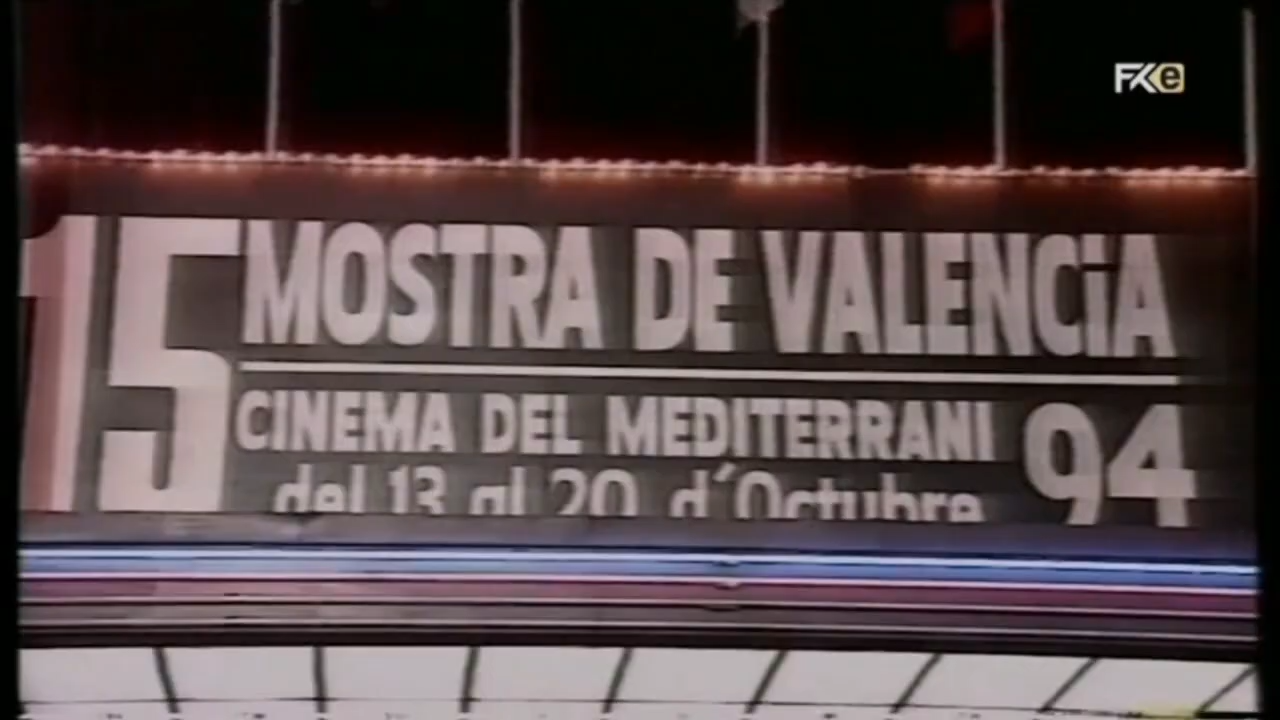 FKe
15 MOSTRA DE VALENCiA
CINEMA DEL MEDITERRANI 94
del 13 al 20 d´Octubre